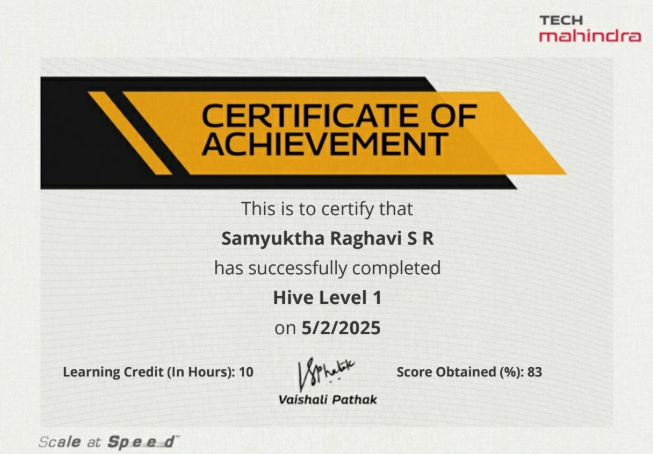 TECH
mahindra
CERTIFICATE OF
ACHIEVEMENT
This is to certify that
Samyuktha Raghavi S R
has successfully completed
Hive Level 1
on 5/2/2025
Learning Credit (In Hours): 10
Score Obtained (%): 83
Vaishali Pathak
Scale at Speed™